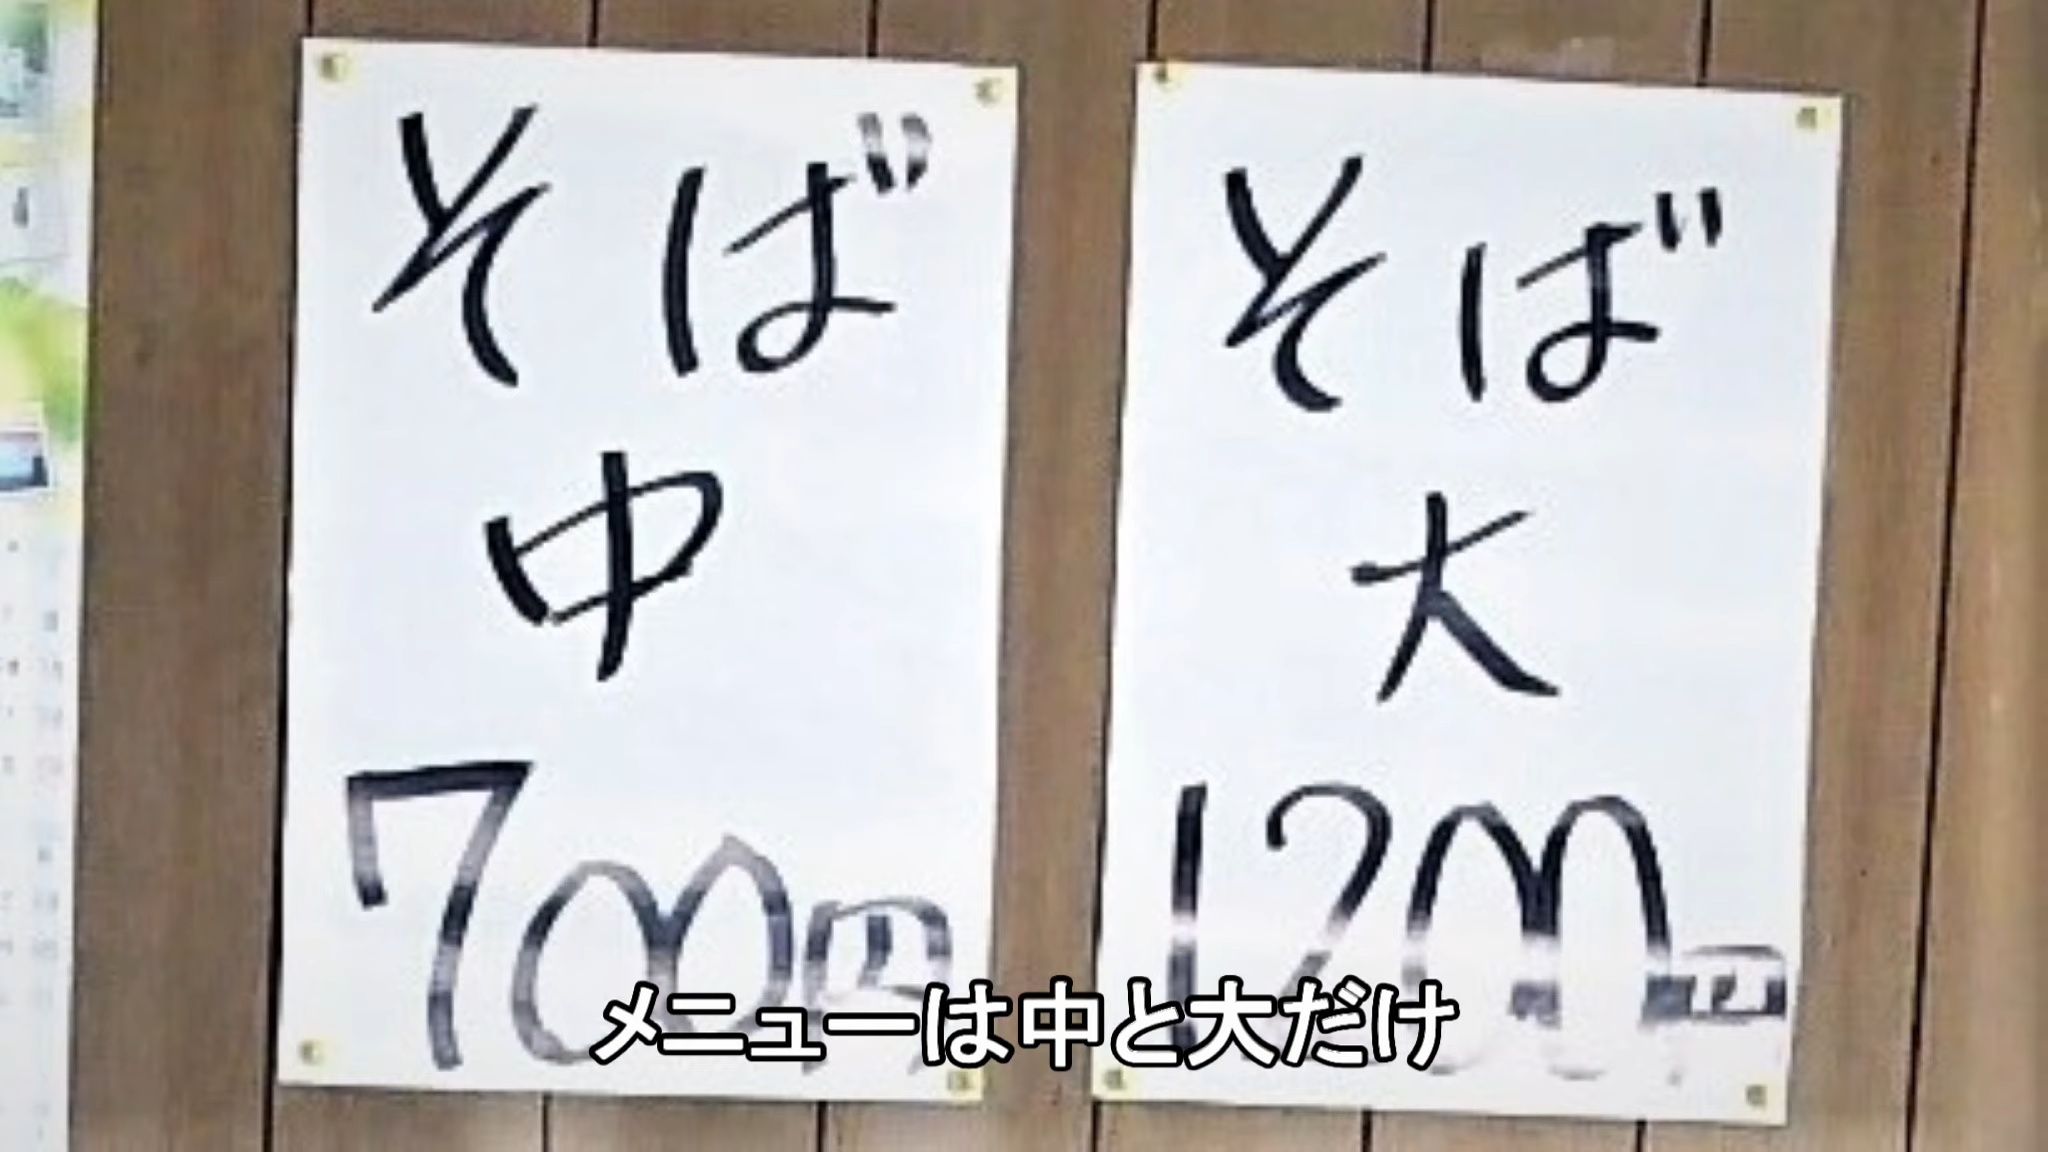 そば
中
700円
そば
大
1200円
メニューは中と大だけ